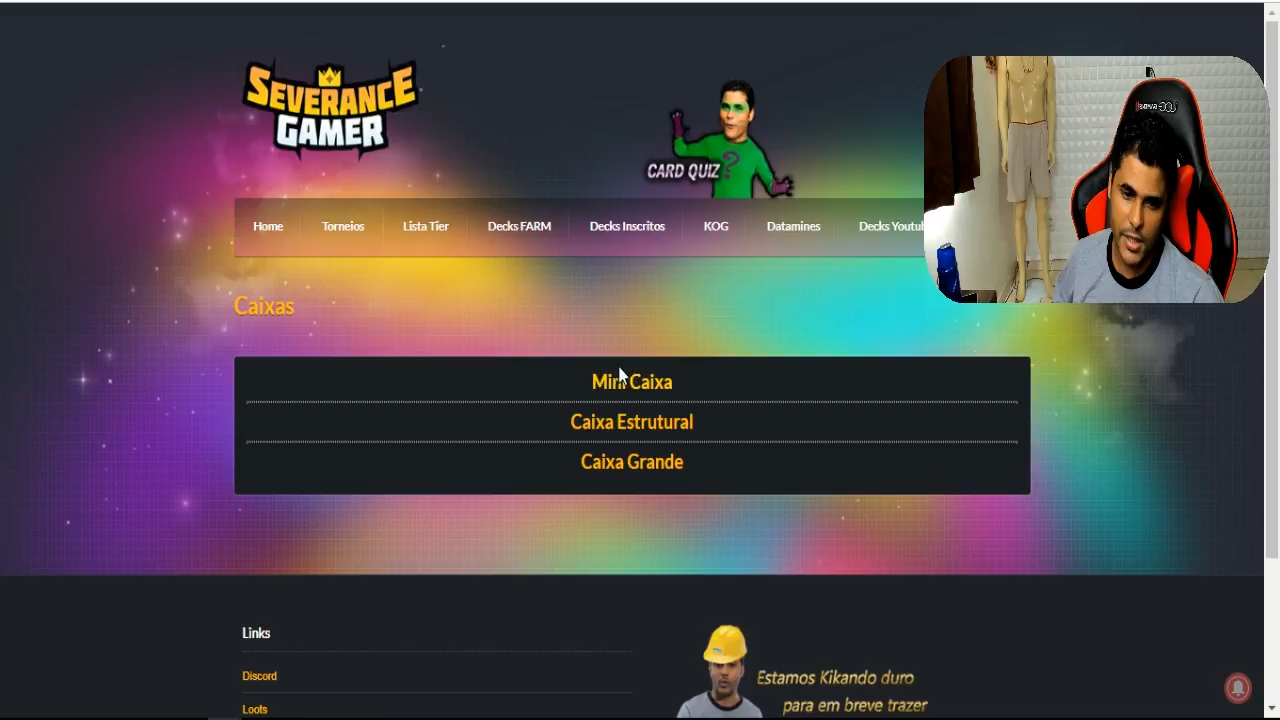 SEVERANCE
GAMER
CARD QUIZ?
Home Torneios Lista Tier Decks FARM Decks Inscritos KOG Datamines Decks Youtub
Caixas
Mini Caixa
Caixa Estrutural
Caixa Grande
Links
Discord
Loots
Estamos Kikando duro
para em breve trazer